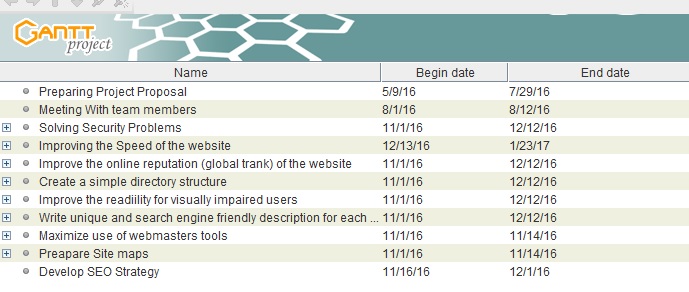 GANTT
project
Name Begin date End date
Preparing Project Proposal 5/9/16 7/29/16
Meeting With team members 8/1/16 8/12/16
Solving Security Problems 11/1/16 12/12/16
Improving the Speed of the website 12/13/16 1/23/17
Improve the online reputation (global trank) of the website 11/1/16 12/12/16
Create a simple directory structure 11/1/16 12/12/16
Improve the readiility for visually impaired users 11/1/16 12/12/16
Write unique and search engine friendly description for each ... 11/1/16 12/12/16
Maximize use of webmasters tools 11/1/16 11/14/16
Preapare Site maps 11/1/16 11/14/16
Develop SEO Strategy 11/16/16 12/1/16